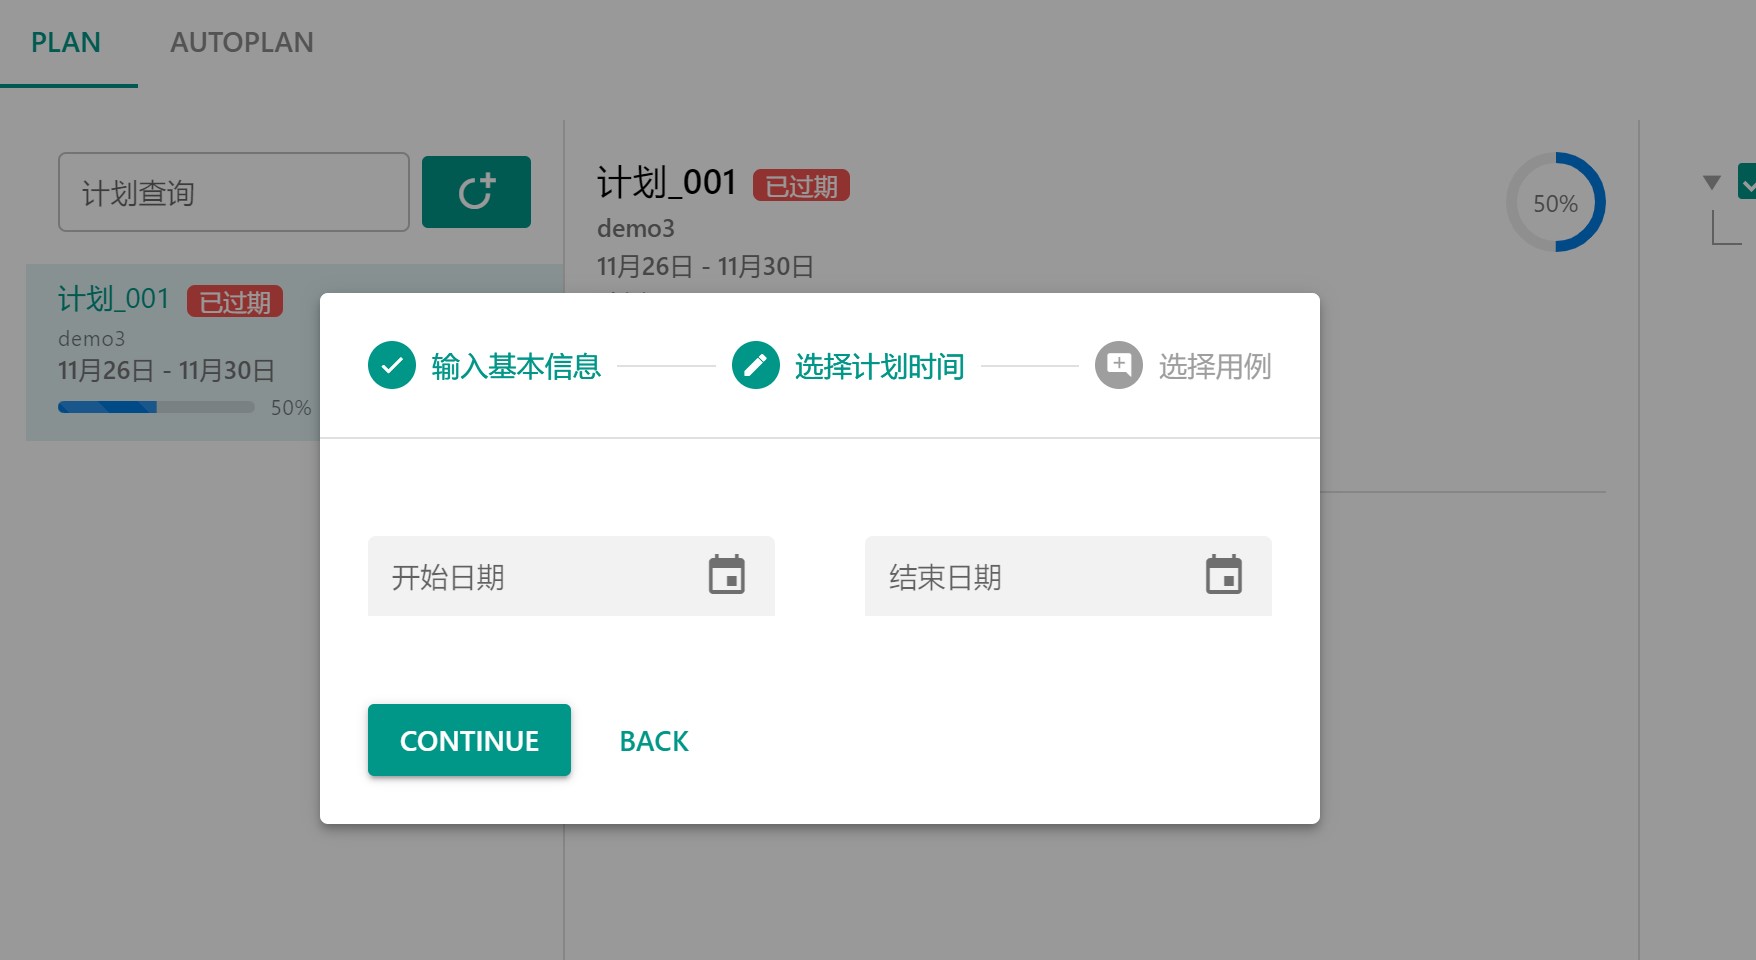 PLAN
AUTOPLAN
计划查询
计划_001 已过期
demo3
11月26日 - 11月30日
50%
计划_001 已过期
demo3
11月26日 - 11月30日
50%
输入基本信息
选择计划时间
选择用例
开始日期
结束日期
CONTINUE
BACK